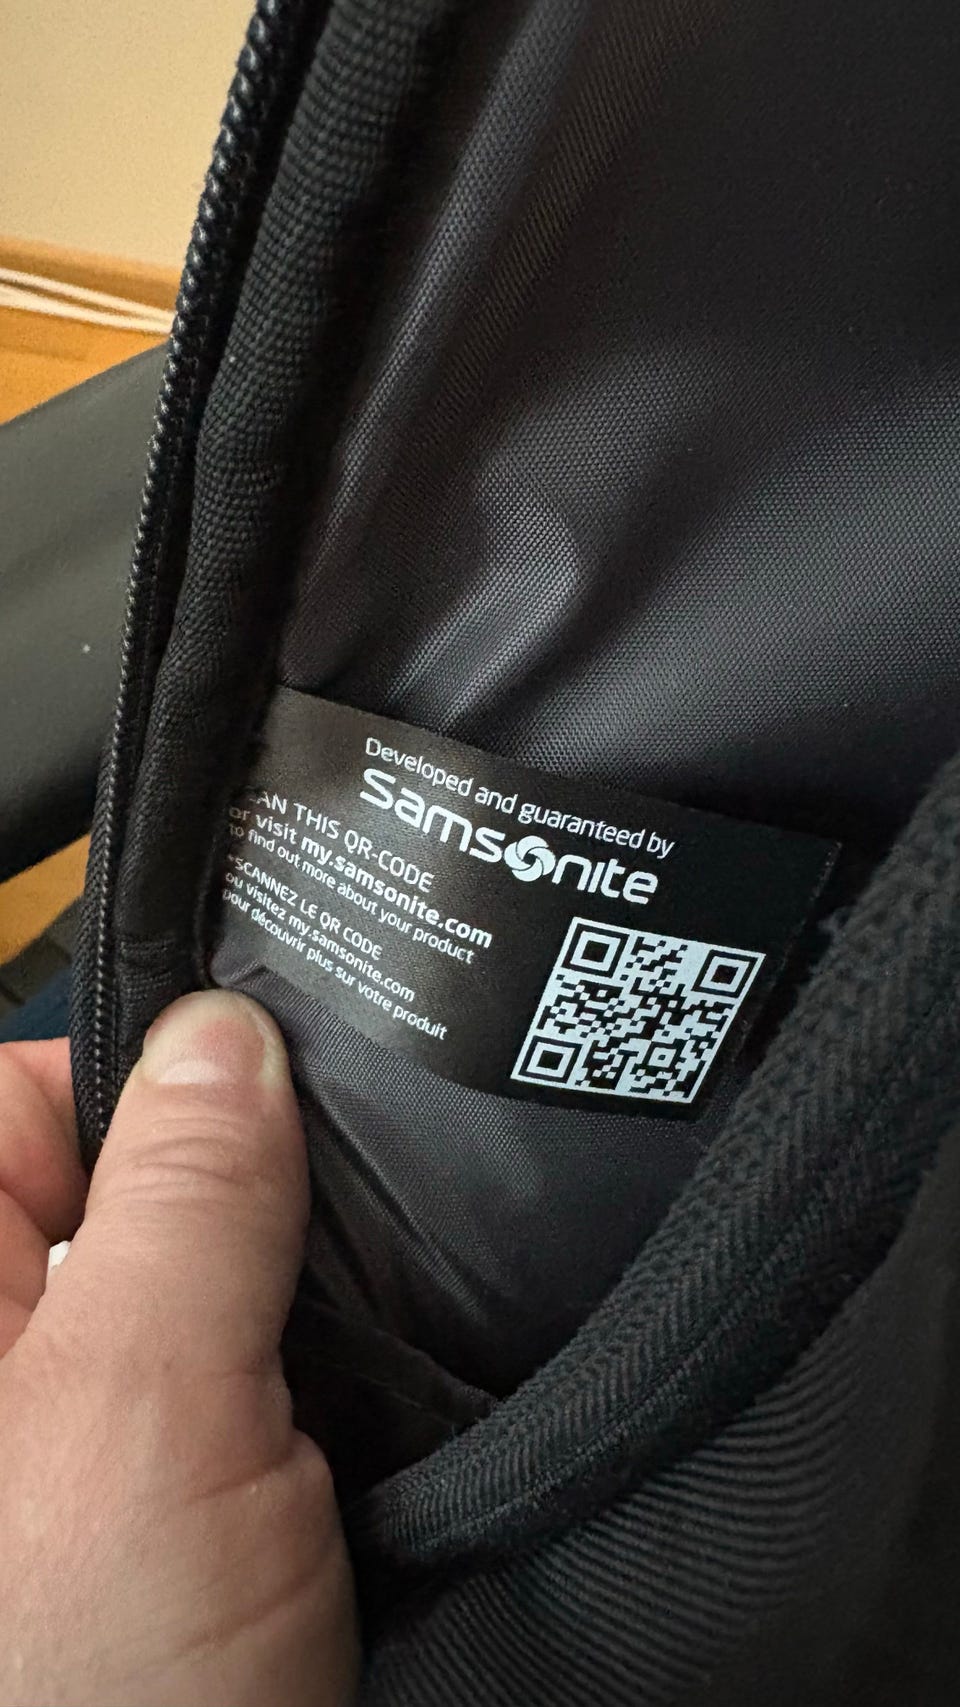 Developed and guaranteed by
Samsonite
SCAN THIS QR-CODE
or visit my.samsonite.com
to find out more about your product
*SCANNEZ LE QR CODE
ou visitez my.samsonite.com
pour découvrir plus sur votre produit